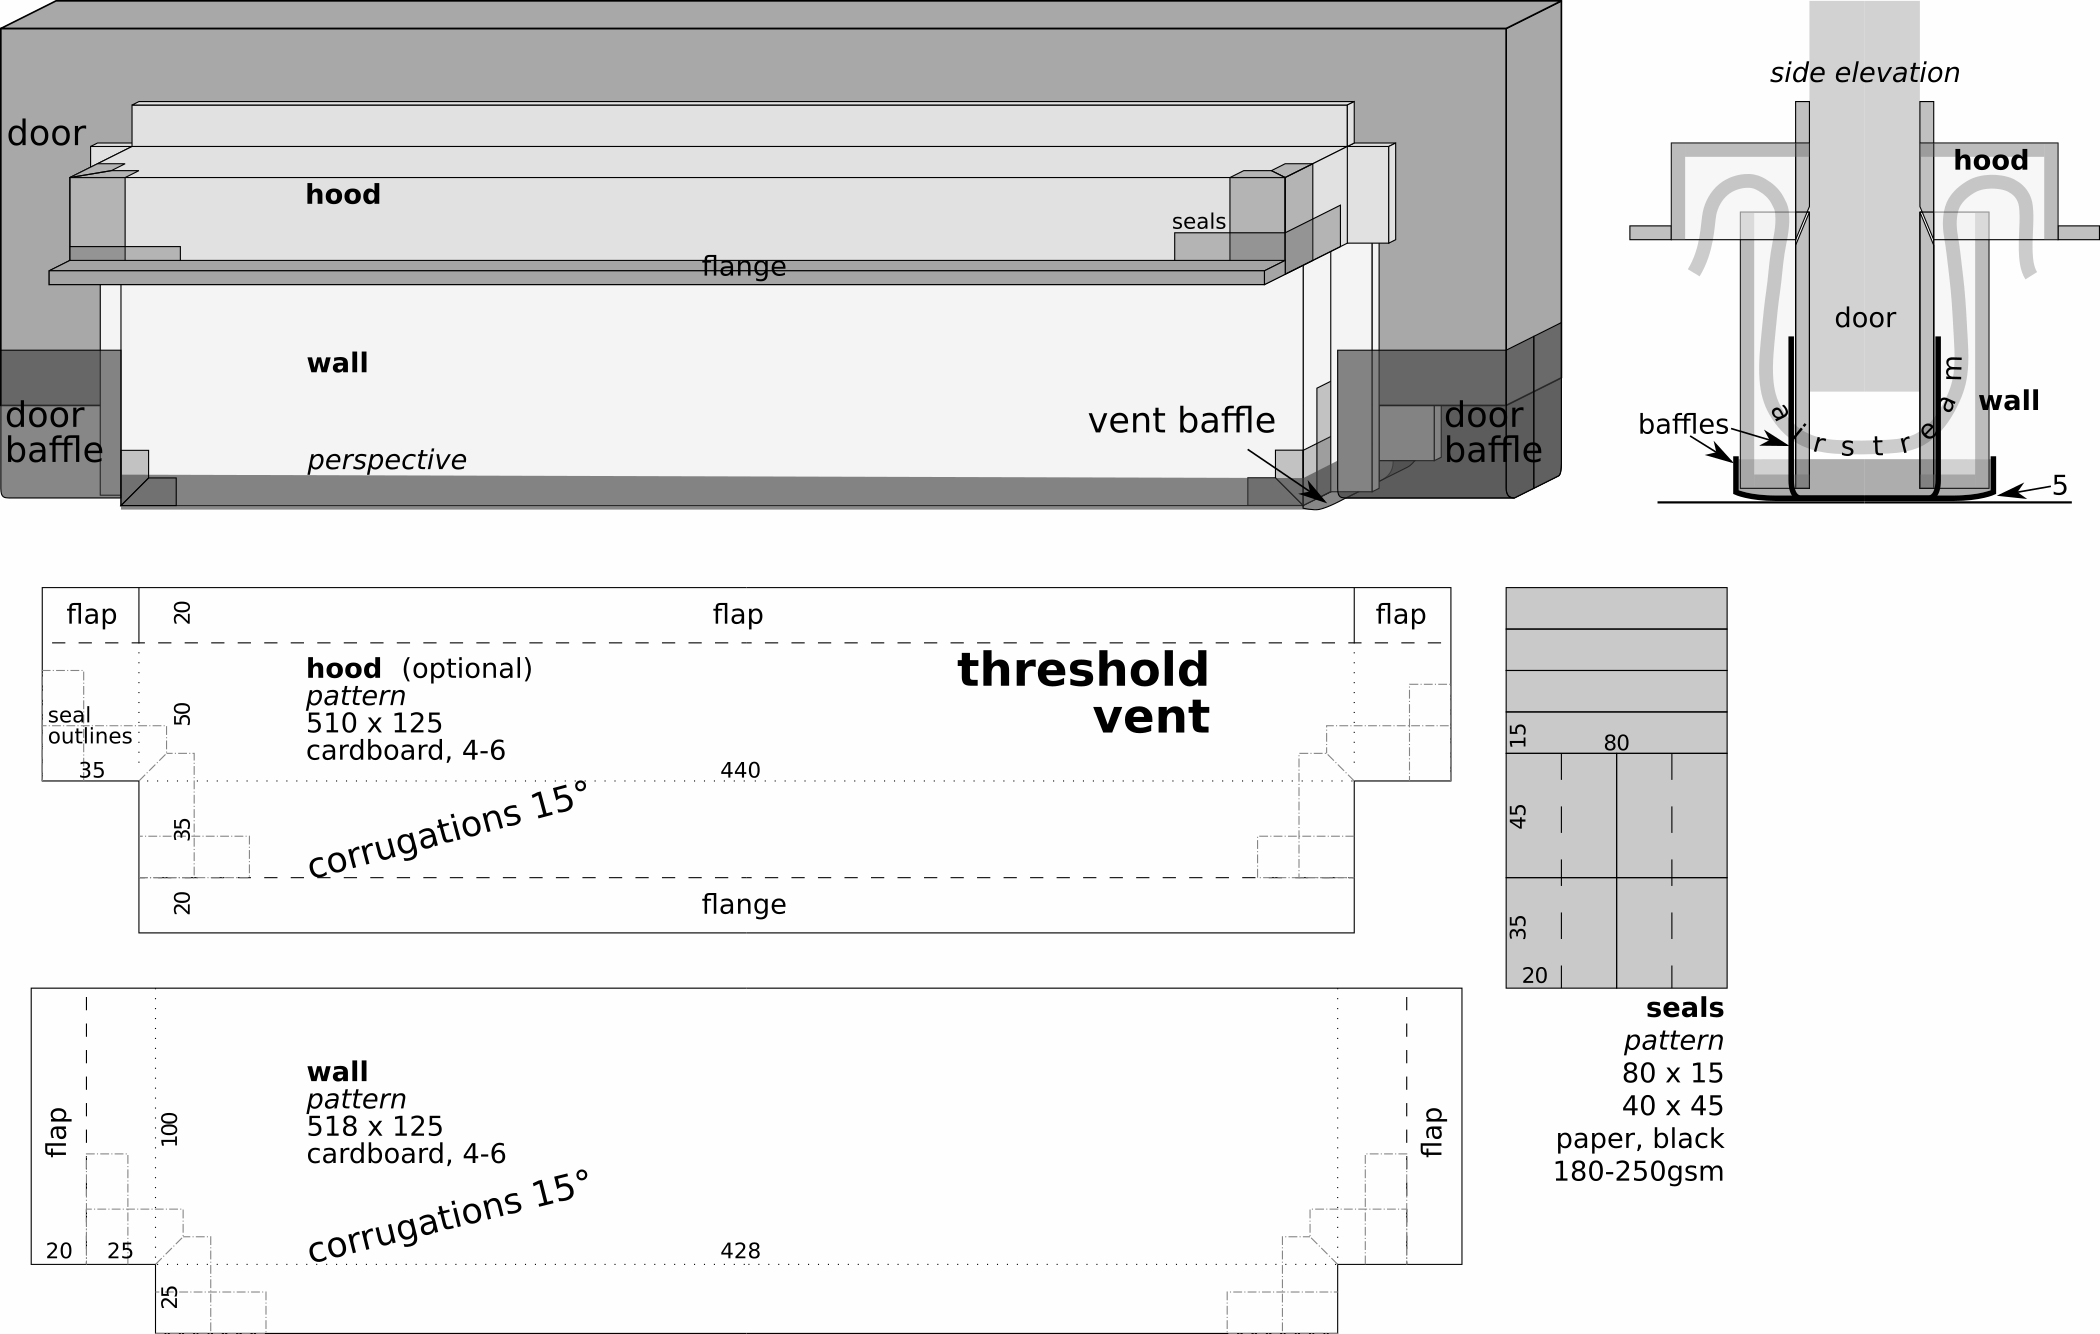 door
hood
seals
flange
wall
door
baffle
perspective
vent baffle
door
baffle
side elevation
hood
door
wall
baffles
airstream
5
flap
20
flap
flap
hood (optional)
pattern
510 x 125
cardboard, 4-6
threshold
vent
50
seal
outlines
35
440
corrugations 15°
35
20
flange
15
80
45
35
20
seals
pattern
80 x 15
40 x 45
paper, black
180-250gsm
wall
pattern
518 x 125
cardboard, 4-6
100
flap
flap
corrugations 15°
20
25
428
25